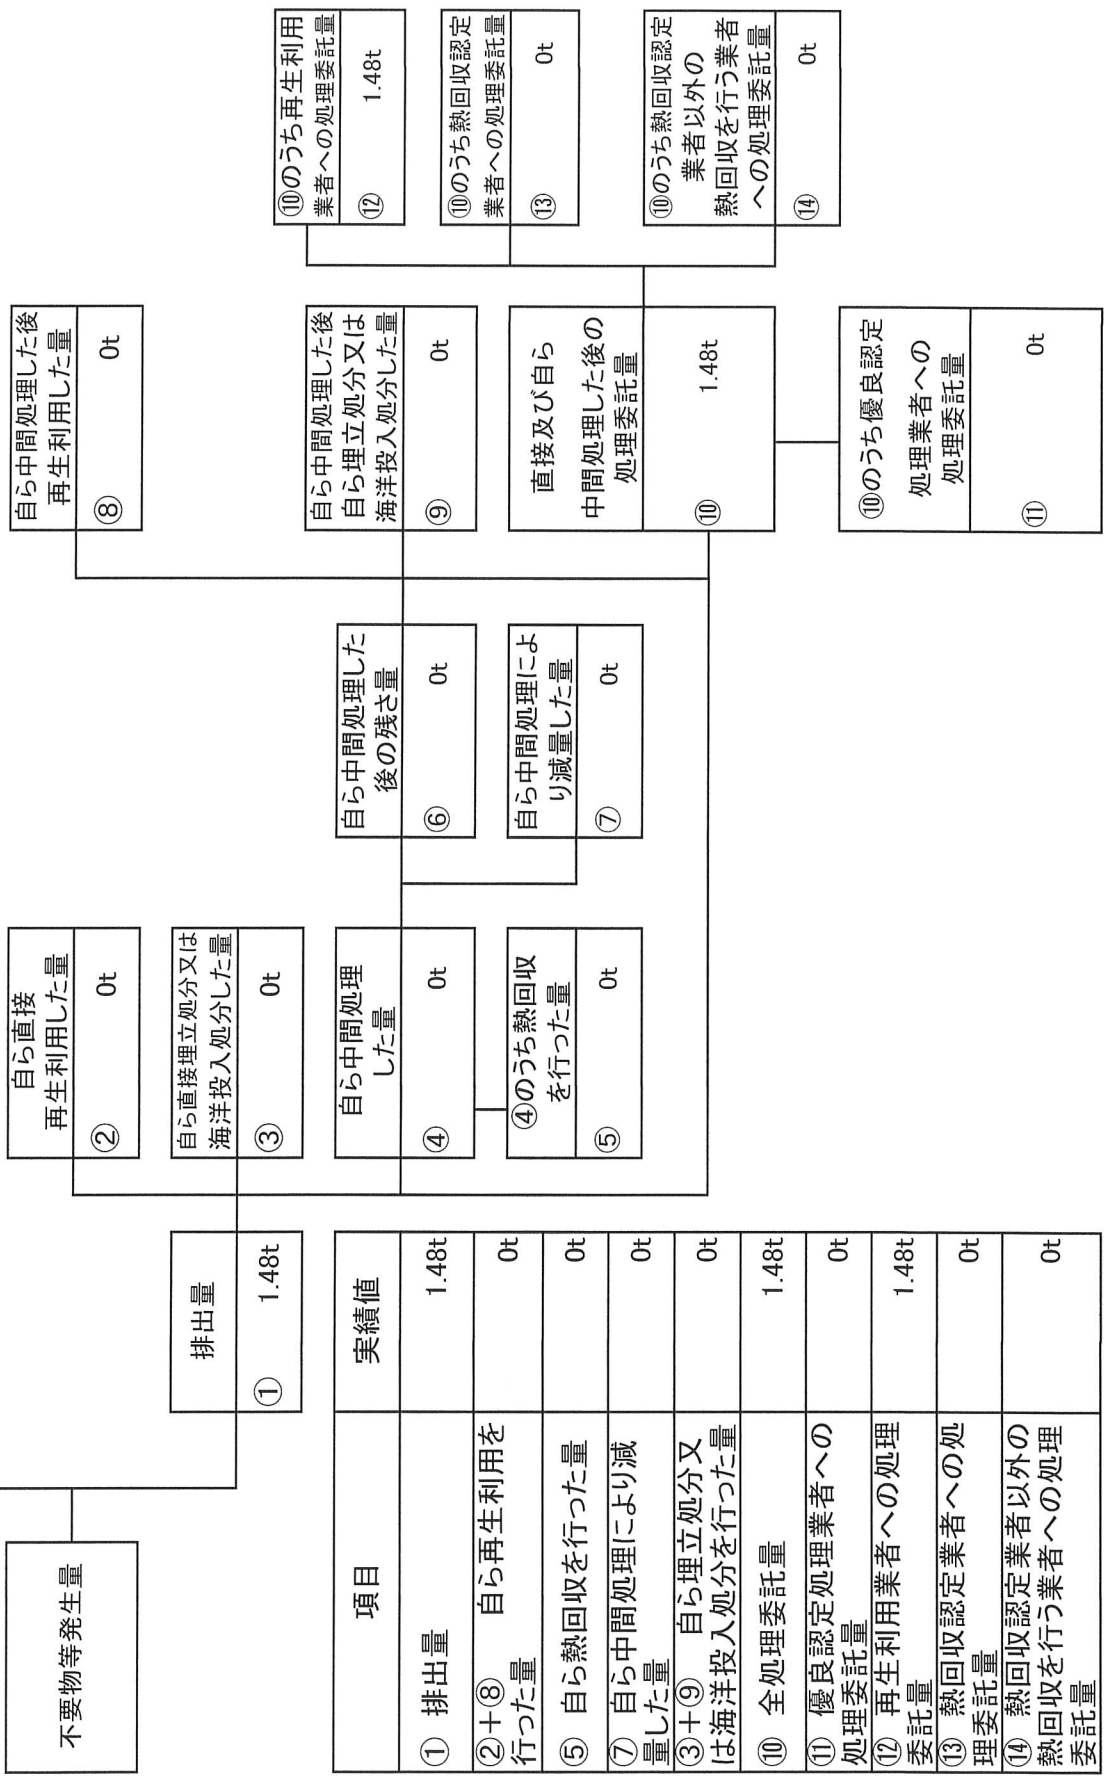 不要物等発生量
排出量
①
1.48t
自ら直接
再生利用した量
②
0t
自ら直接埋立処分又は
海洋投入処分した量
③
0t
自ら中間処理
した量
④
0t
④のうち熱回収
を行った量
⑤
0t
自ら中間処理した
後の残さ量
⑥
0t
自ら中間処理によ
り減量した量
⑦
0t
自ら中間処理した後
再生利用した量
⑧
0t
自ら中間処理した後
自ら埋立処分又は
海洋投入処分した量
⑨
0t
直接及び自ら
中間処理した後の
処理委託量
⑩
1.48t
⑩のうち優良認定
処理業者への
処理委託量
⑪
0t
⑩のうち再生利用
業者への処理委託量
⑫
1.48t
⑩のうち熱回収認定
業者への処理委託量
⑬
0t
⑩のうち熱回収認定
業者以外の
熱回収を行う業者
への処理委託量
⑭
0t
項目 実績値
① 排出量 1.48t
②+⑧ 自ら再生利用を
行った量 0t
⑤ 自ら熱回収を行った量 0t
⑦ 自ら中間処理により減
量した量 0t
③+⑨ 自ら埋立処分又
は海洋投入処分を行った量 0t
⑩ 全処理委託量 1.48t
⑪ 優良認定処理業者への
処理委託量 0t
⑫ 再生利用業者への処理
委託量 1.48t
⑬ 熱回収認定業者への処
理委託量 0t
⑭ 熱回収認定業者以外の
熱回収を行う業者への処理
委託量 0t